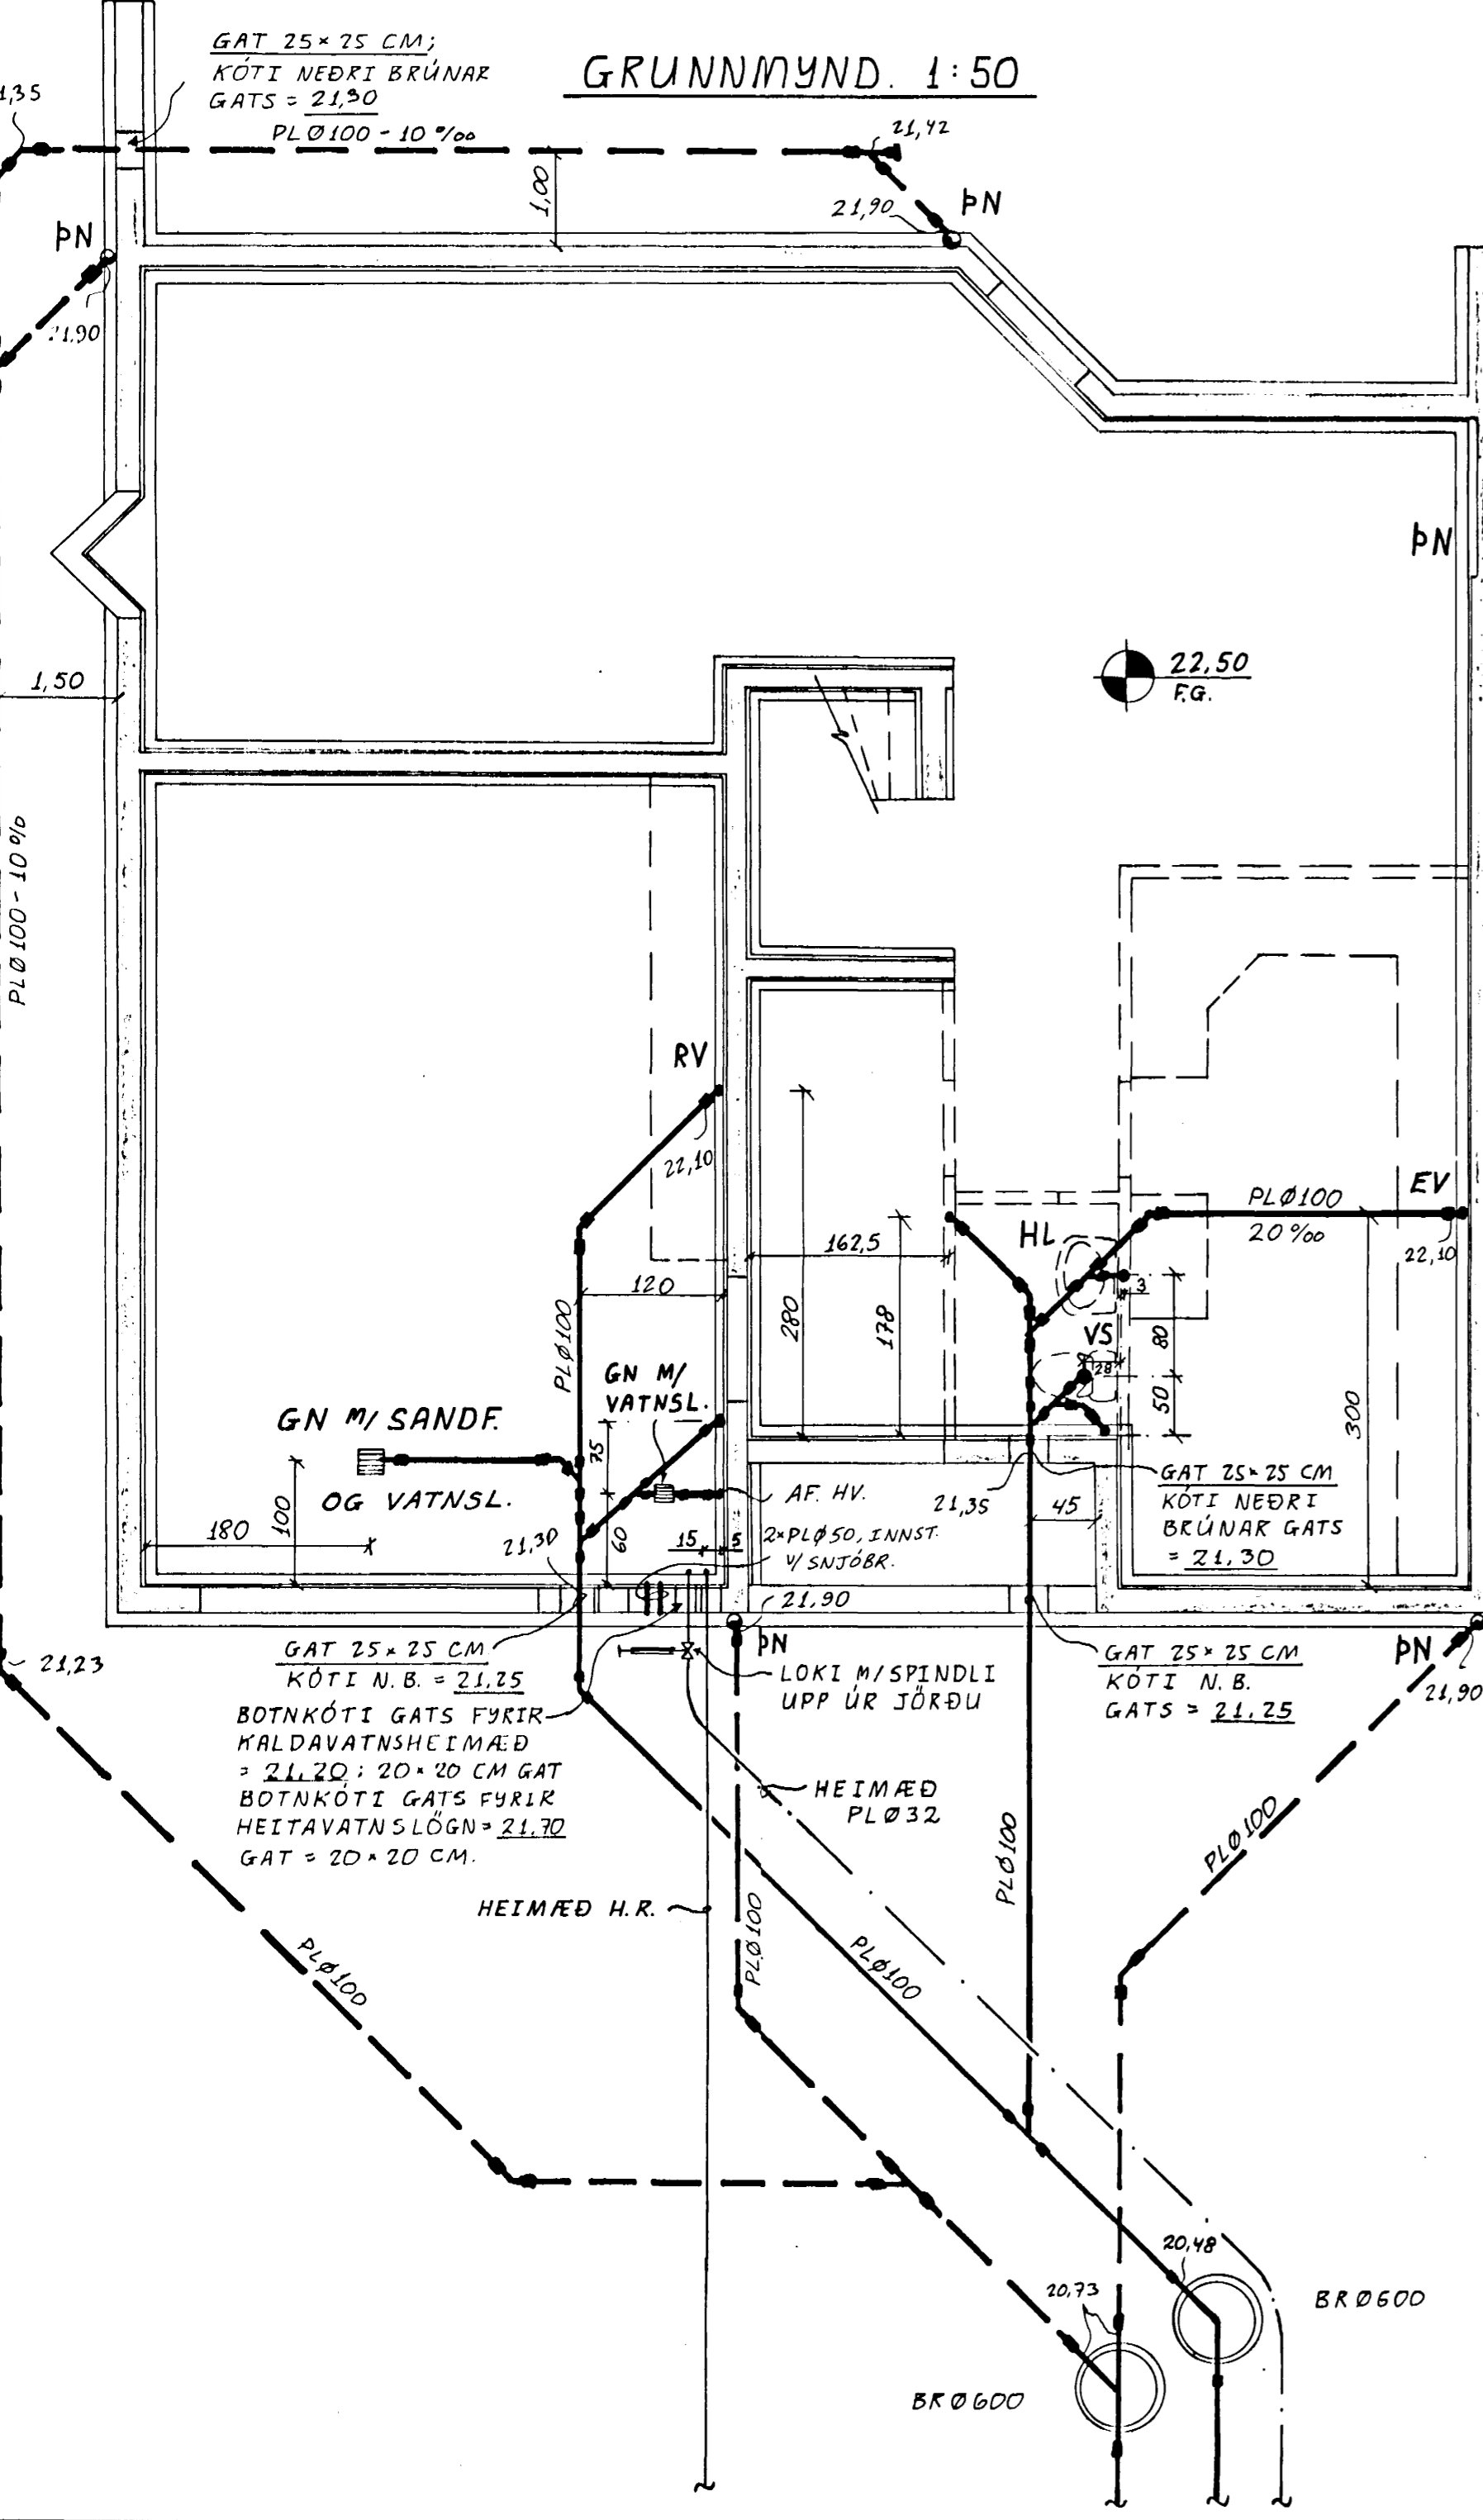 GRUNNMYND. 1:50
GAT 25×25 CM;
KÓTI NEÐRI BRÚNAR
GATS = 21,30
PLØ100 - 10 ‰
1,35
21,42
1,00
21,90
ÞN
ÞN
21,90
ÞN
1,50
22,50
F.G.
PLØ100 - 10 ‰
RV
22,10
EV
PLØ100
20 ‰
22,10
HL
162,5
3
120
280
178
VS
80
28
50
300
PLØ100
GN M/
VATNSL.
GN M/ SANDF.
OG VATNSL.
75
100
180
60
AF. HV.
21,30
15
5
2×PLØ50, INNST.
V/ SNJÓBR.
21,35
45
GAT 25×25 CM
KÓTI NEÐRI
BRÚNAR GATS
= 21,30
21,90
ÞN
LOKI M/SPINDLI
UPP ÚR JÖRÐU
21,23
GAT 25×25 CM
KÓTI N.B. = 21,25
BOTNKÓTI GATS FYRIR
KALDAVATNSHEIMÆÐ
= 21,20; 20×20 CM GAT
BOTNKÓTI GATS FYRIR
HEITAVATNSLÖGN = 21,70
GAT = 20×20 CM.
GAT 25×25 CM
KÓTI N.B.
GATS = 21,25
ÞN
21,90
HEIMÆÐ
PLØ32
PLØ100
PLØ100
HEIMÆÐ H.R.
PLØ100
PLØ100
PLØ100
20,48
20,73
BRØ600
BRØ600